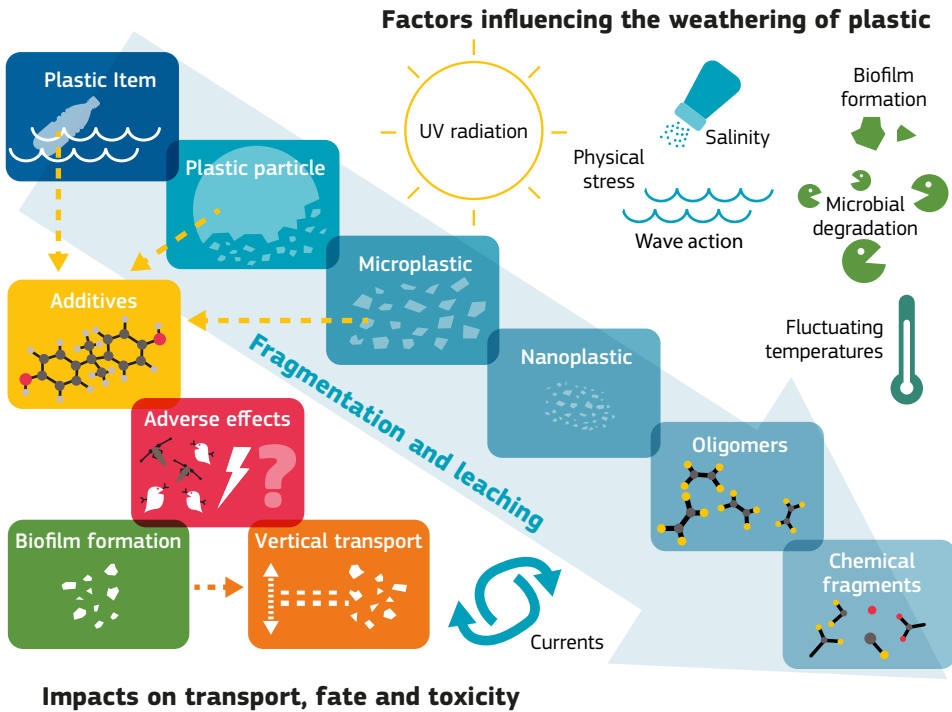 Factors influencing the weathering of plastic
Plastic Item
Plastic particle
Microplastic
Nanoplastic
Oligomers
Chemical
fragments
UV radiation
Salinity
Physical
stress
Wave action
Biofilm
formation
Microbial
degradation
Fluctuating
temperatures
Additives
Fragmentation and leaching
Adverse effects
?
Biofilm formation
Vertical transport
Currents
Impacts on transport, fate and toxicity